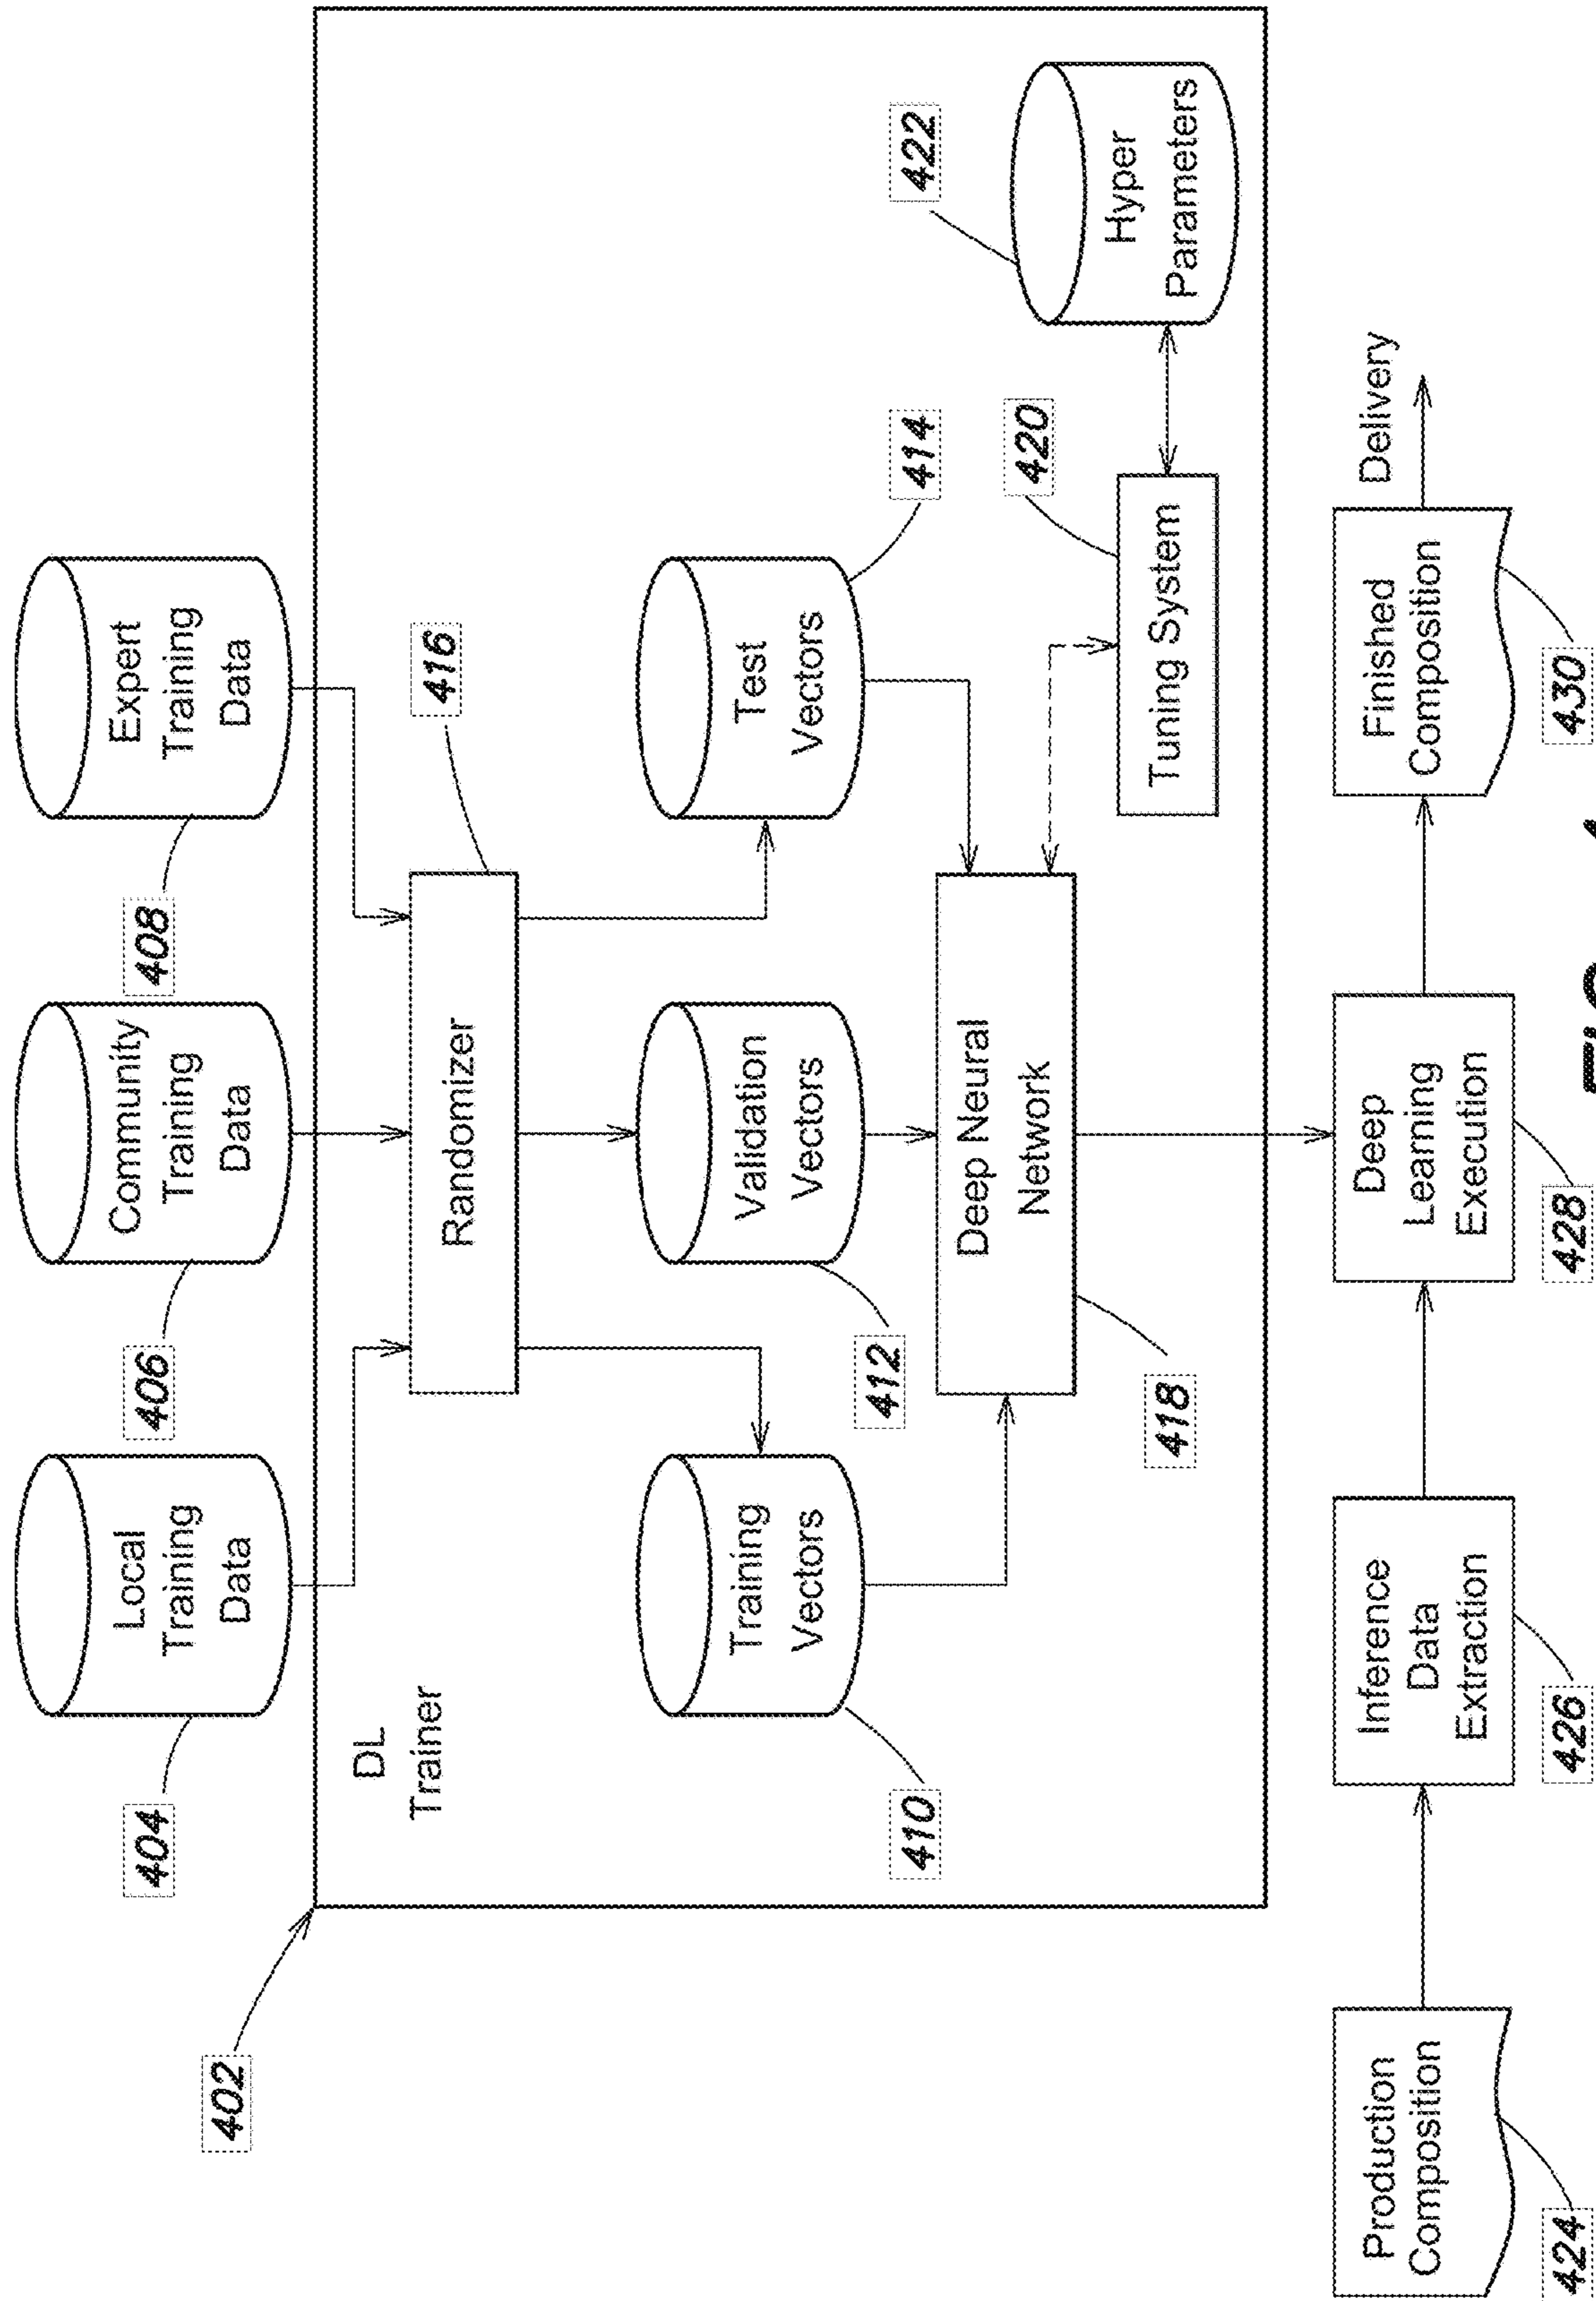 404
Local
Training
Data
406
Community
Training
Data
408
Expert
Training
Data
402
DL
Trainer
Randomizer
416
410
Training
Vectors
412
Validation
Vectors
Test
Vectors
414
418
Deep Neural
Network
Tuning System
420
Hyper
Parameters
422
Production
Composition
424
Inference
Data
Extraction
426
Deep
Learning
Execution
428
Finished
Composition
430
Delivery